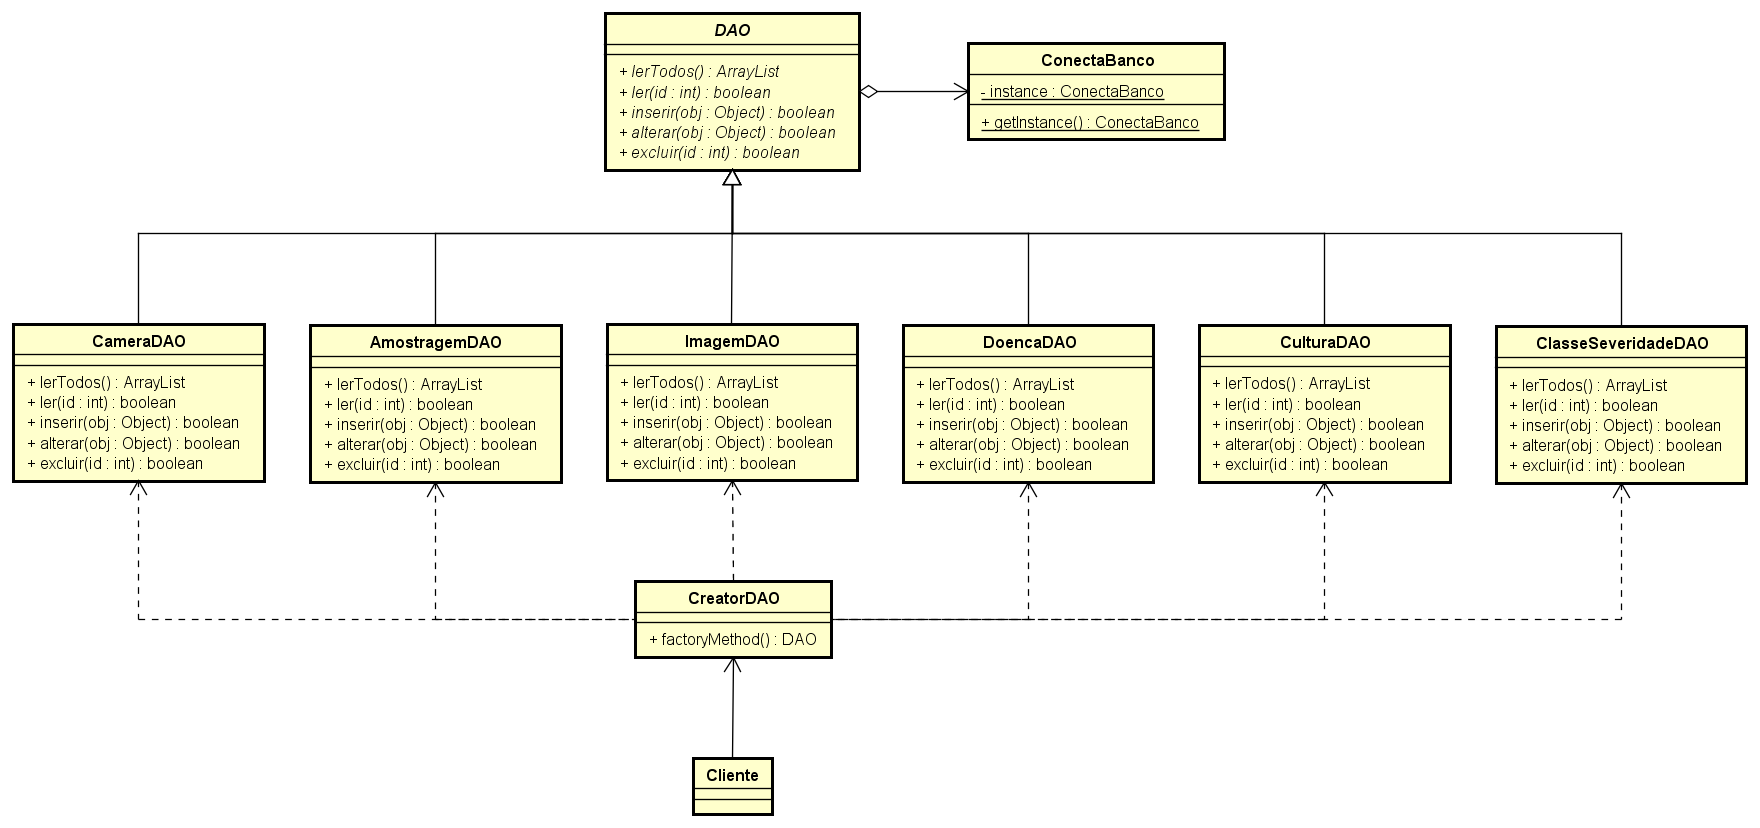 DAO
+ lerTodos() : ArrayList
+ ler(id : int) : boolean
+ inserir(obj : Object) : boolean
+ alterar(obj : Object) : boolean
+ excluir(id : int) : boolean
ConectaBanco
- instance : ConectaBanco
+ getInstance() : ConectaBanco
CameraDAO
+ lerTodos() : ArrayList
+ ler(id : int) : boolean
+ inserir(obj : Object) : boolean
+ alterar(obj : Object) : boolean
+ excluir(id : int) : boolean
AmostragemDAO
+ lerTodos() : ArrayList
+ ler(id : int) : boolean
+ inserir(obj : Object) : boolean
+ alterar(obj : Object) : boolean
+ excluir(id : int) : boolean
ImagemDAO
+ lerTodos() : ArrayList
+ ler(id : int) : boolean
+ inserir(obj : Object) : boolean
+ alterar(obj : Object) : boolean
+ excluir(id : int) : boolean
DoencaDAO
+ lerTodos() : ArrayList
+ ler(id : int) : boolean
+ inserir(obj : Object) : boolean
+ alterar(obj : Object) : boolean
+ excluir(id : int) : boolean
CulturaDAO
+ lerTodos() : ArrayList
+ ler(id : int) : boolean
+ inserir(obj : Object) : boolean
+ alterar(obj : Object) : boolean
+ excluir(id : int) : boolean
ClasseSeveridadeDAO
+ lerTodos() : ArrayList
+ ler(id : int) : boolean
+ inserir(obj : Object) : boolean
+ alterar(obj : Object) : boolean
+ excluir(id : int) : boolean
CreatorDAO
+ factoryMethod() : DAO
Cliente